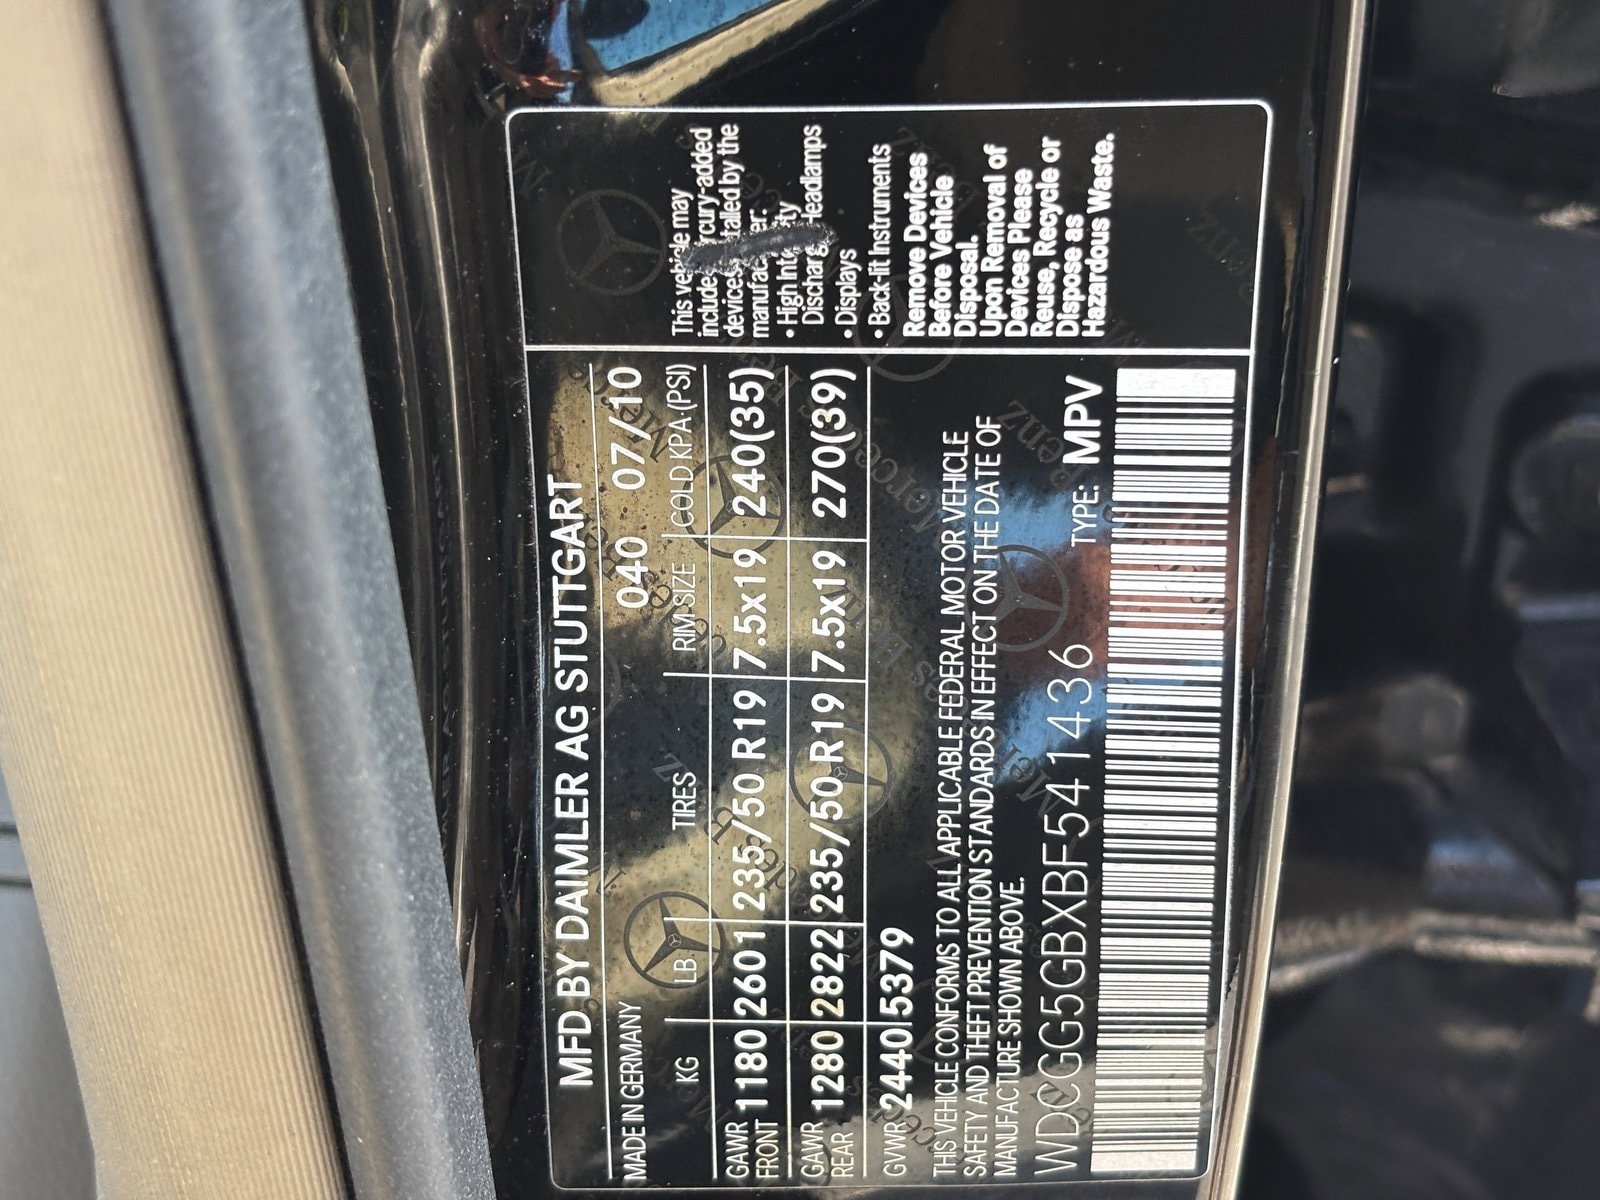 MFD BY DAIMLER AG STUTTGART
MADE IN GERMANY 040 07/10
KG LB TIRES RIM SIZE COLD KPA (PSI)
GAWR FRONT 1180 2601 235/50 R19 7.5x19 240(35)
GAWR REAR 1280 2822 235/50 R19 7.5x19 270(39)
GVWR 2440 5379
THIS VEHICLE CONFORMS TO ALL APPLICABLE FEDERAL MOTOR VEHICLE
SAFETY AND THEFT PREVENTION STANDARDS IN EFFECT ON THE DATE OF
MANUFACTURE SHOWN ABOVE.
WDCGG5GBXBF541436 TYPE: MPV
This vehicle may
include
devices by the
• High
Discharge Headlamps
• Displays
• Back-lit Instruments
Remove Devices
Before Vehicle
Disposal.
Upon Removal of
Devices Please
Reuse, Recycle or
Dispose as
Hazardous Waste.